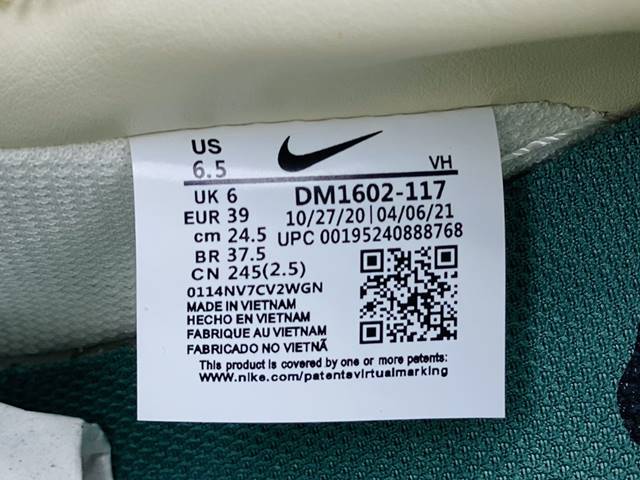 US
6.5
VH
UK 6
DM1602-117
EUR 39
10/27/20 | 04/06/21
cm 24.5
UPC 00195240888768
BR 37.5
CN 245(2.5)
0114NV7CV2WGN
MADE IN VIETNAM
HECHO EN VIETNAM
FABRIQUE AU VIETNAM
FABRICADO NO VIETNÃ
This product is covered by one or more patents:
www.nike.com/patentsvirtualmarking